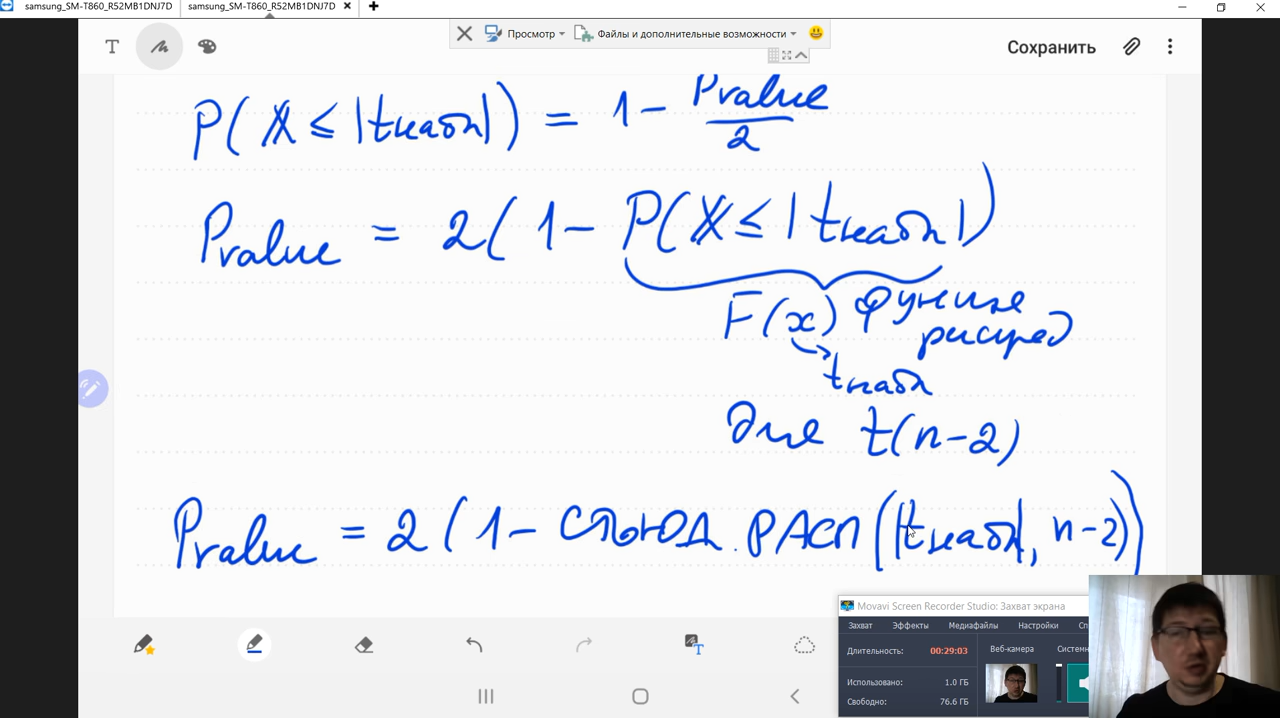 samsung_SM-T860_R52MB1DNJ7D samsung_SM-T860_R52MB1DNJ7D
Просмотр Файлы и дополнительные возможности
T Сохранить
P(X ≤ |tнабл|) = 1 - Pvalue/2
Pvalue = 2(1 - P(X ≤ |tнабл|)
F(x) функция
распред
tнабл
для t(n-2)
Pvalue = 2(1 - СТЬЮД.РАСП(|tнабл|, n-2))
Movavi Screen Recorder Studio: Захват экрана
Захват Эффекты Медиафайлы Настройки
Длительность: 00:29:03 Веб-камера
Использовано: 1.0 ГБ
Свободно: 76.6 ГБ